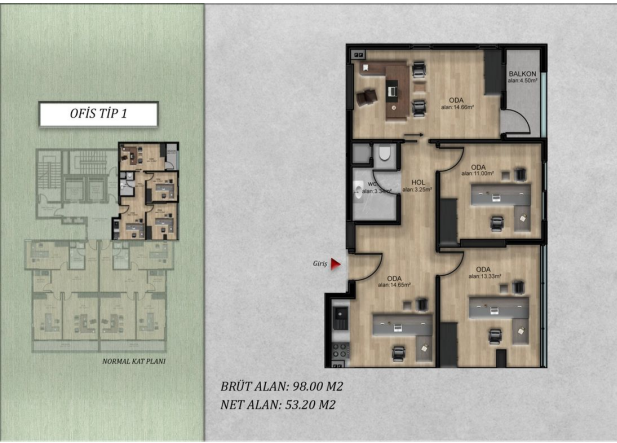 OFİS TİP 1
NORMAL KAT PLANI
BALKON
alan:4.50m²
ODA
alan:14.66m²
ODA
alan:11.00m²
HOL
alan:3.25m²
WC
Giriş
ODA
alan:14.65m²
ODA
alan:13.33m²
BRÜT ALAN: 98.00 M2
NET ALAN: 53.20 M2